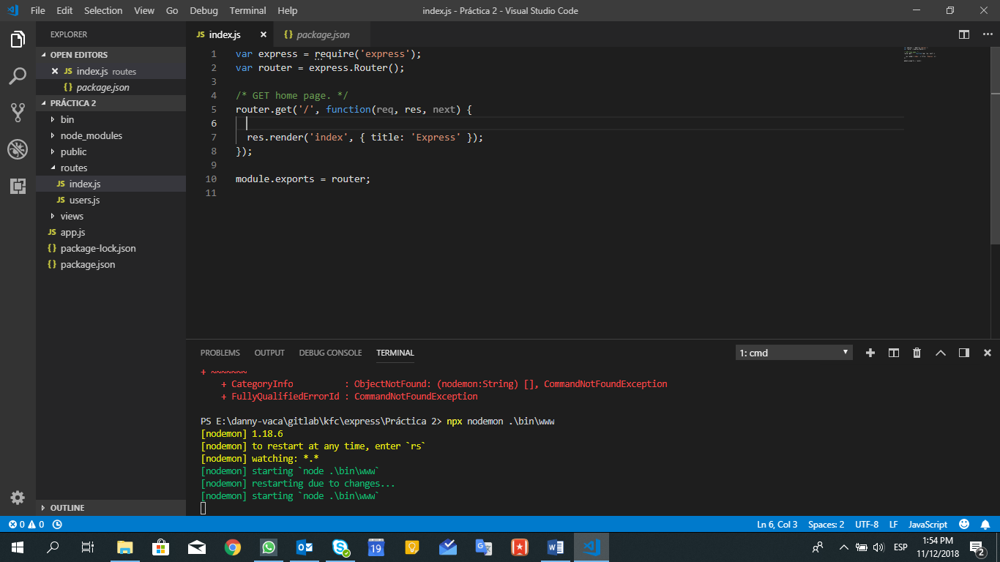 File Edit Selection View Go Debug Terminal Help
index.js - Práctica 2 - Visual Studio Code
EXPLORER
OPEN EDITORS
JS index.js routes
{} package.json
PRÁCTICA 2
bin
node_modules
public
routes
JS index.js
JS users.js
views
JS app.js
{} package-lock.json
{} package.json
OUTLINE
JS index.js
{} package.json
1 var express = require('express');
2 var router = express.Router();
3
4 /* GET home page. */
5 router.get('/', function(req, res, next) {
6
7 res.render('index', { title: 'Express' });
8 });
9
10 module.exports = router;
11
PROBLEMS OUTPUT DEBUG CONSOLE TERMINAL
1: cmd
+ ~~~~~~~
+ CategoryInfo : ObjectNotFound: (nodemon:String) [], CommandNotFoundException
+ FullyQualifiedErrorId : CommandNotFoundException
PS E:\danny-vaca\gitlab\kfc\express\Práctica 2> npx nodemon .\bin\www
[nodemon] 1.18.6
[nodemon] to restart at any time, enter `rs`
[nodemon] watching: *.*
[nodemon] starting `node .\bin\www`
[nodemon] restarting due to changes...
[nodemon] starting `node .\bin\www`
0 0
Ln 6, Col 3 Spaces: 2 UTF-8 LF JavaScript
19
ESP
1:54 PM
11/12/2018
2